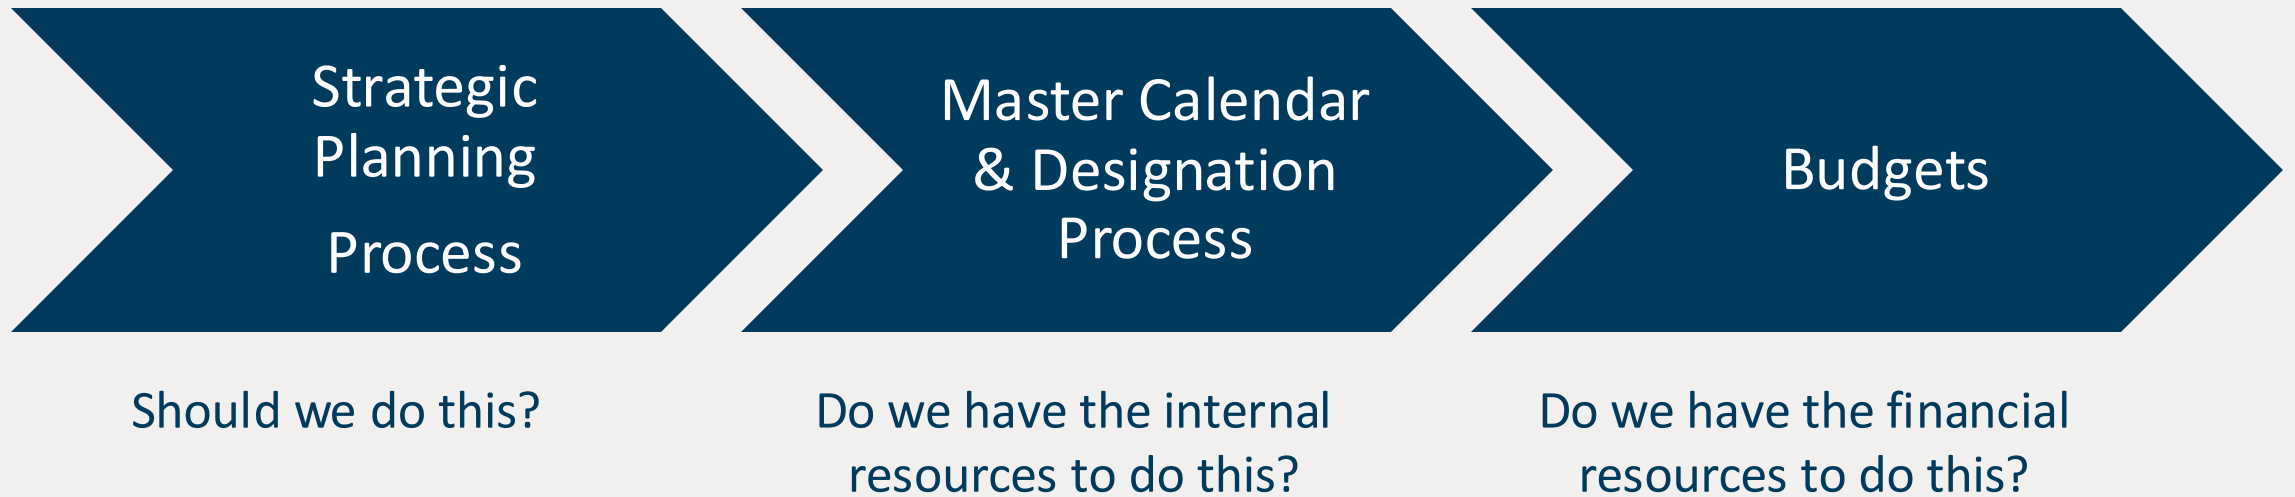 Strategic
Planning
Process
Master Calendar
& Designation
Process
Budgets
Should we do this?
Do we have the internal
resources to do this?
Do we have the financial
resources to do this?